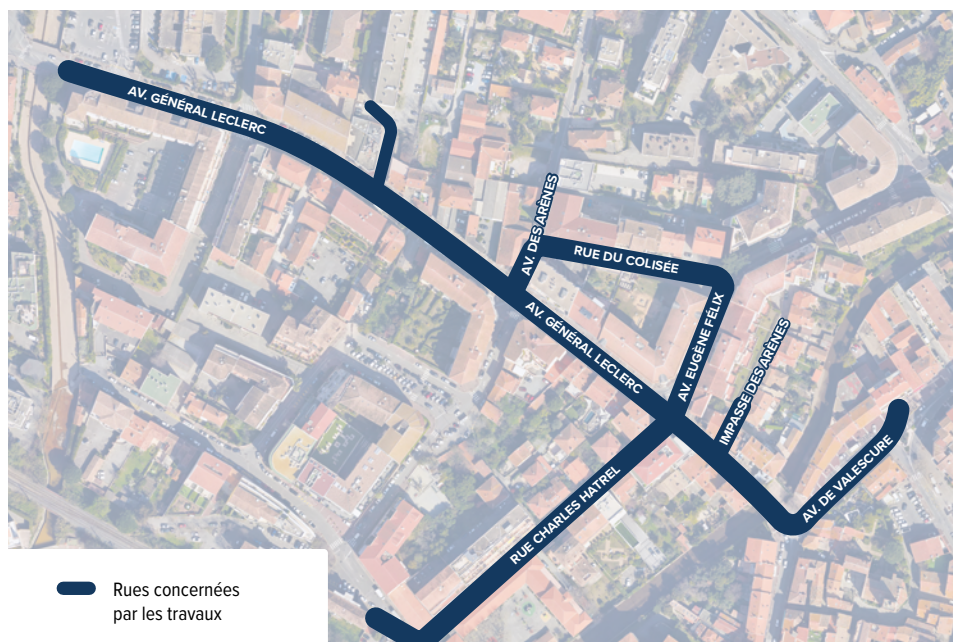 AV. GÉNÉRAL LECLERC
AV. DES ARÈNES
RUE DU COLISÉE
AV. GÉNÉRAL LECLERC
AV. EUGÈNE FÉLIX
IMPASSE DES ARÈNES
AV. DE VALESCURE
RUE CHARLES HATREL
Rues concernées
par les travaux